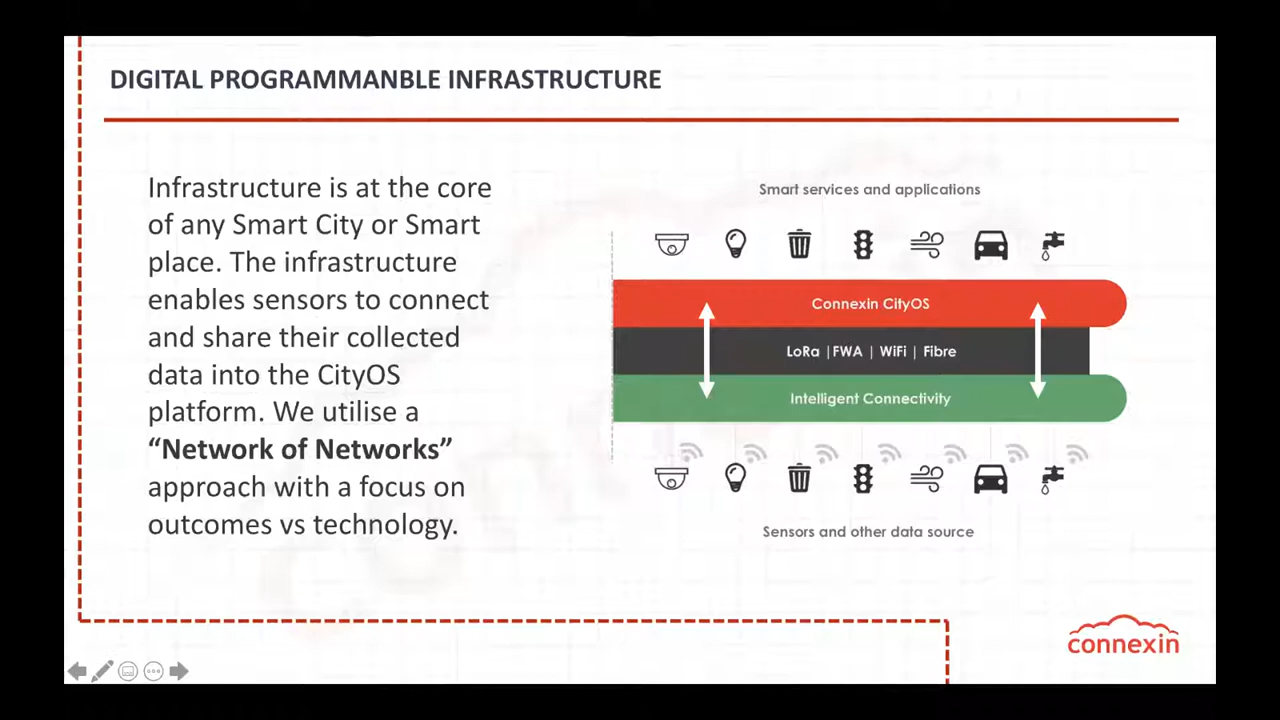 DIGITAL PROGRAMMANBLE INFRASTRUCTURE
Infrastructure is at the core
of any Smart City or Smart
place. The infrastructure
enables sensors to connect
and share their collected
data into the CityOS
platform. We utilise a
“Network of Networks”
approach with a focus on
outcomes vs technology.
Smart services and applications
Connexin CityOS
LoRa |FWA | WiFi | Fibre
Intelligent Connectivity
Sensors and other data source
connexin